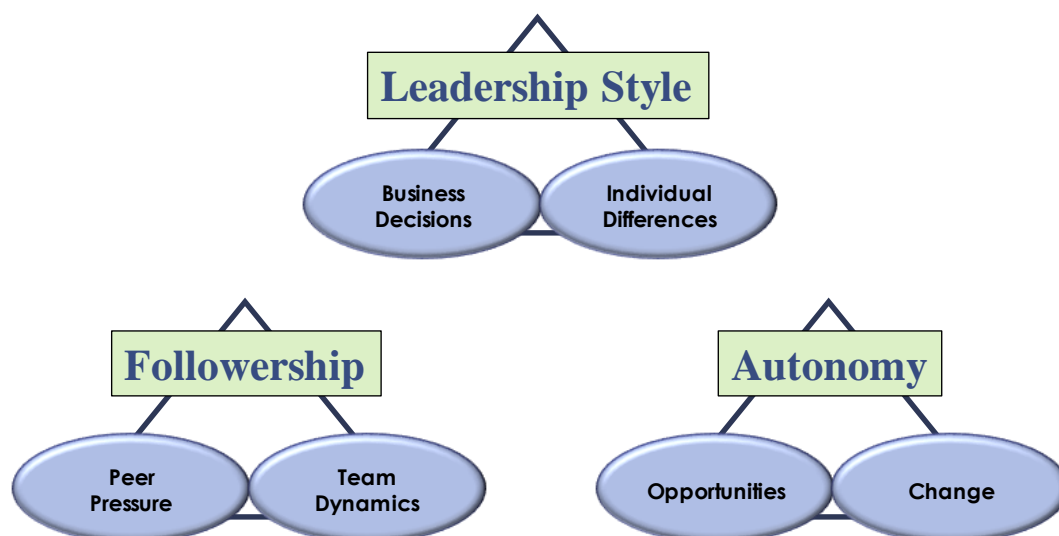 Leadership Style
Business
Decisions
Individual
Differences
Followership
Peer
Pressure
Team
Dynamics
Autonomy
Opportunities
Change